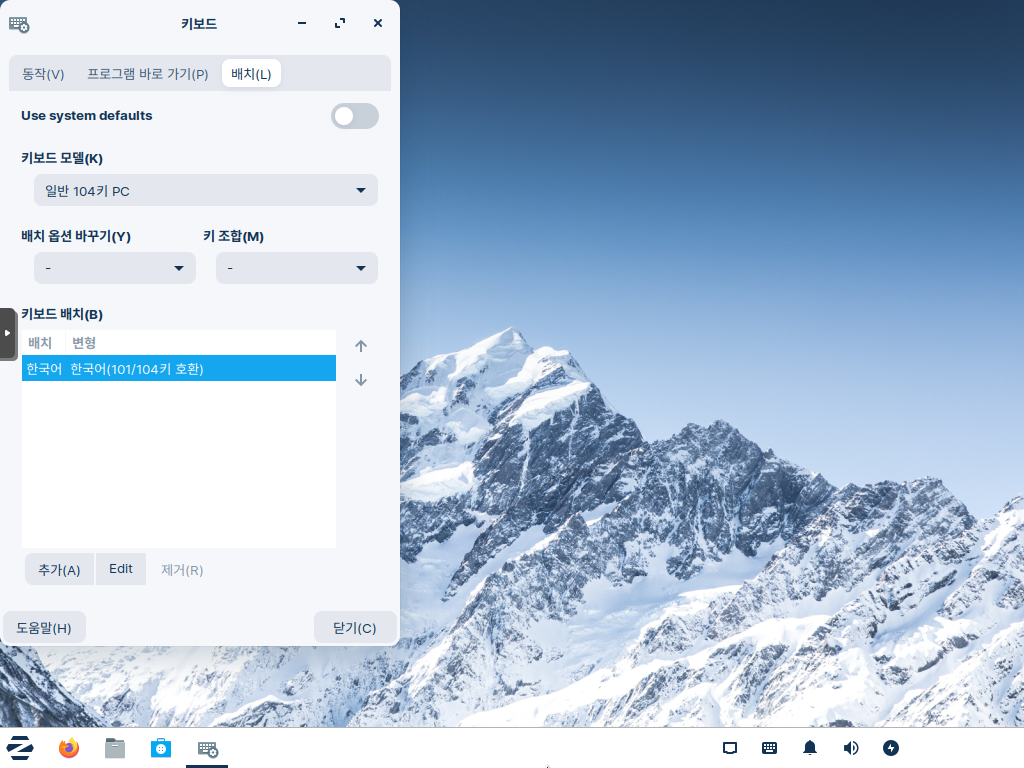 키보드
동작(V) 프로그램 바로 가기(P) 배치(L)
Use system defaults
키보드 모델(K)
일반 104키 PC
배치 옵션 바꾸기(Y) 키 조합(M)
- -
키보드 배치(B)
배치 변형
한국어 한국어(101/104키 호환)
추가(A) Edit 제거(R)
도움말(H) 닫기(C)